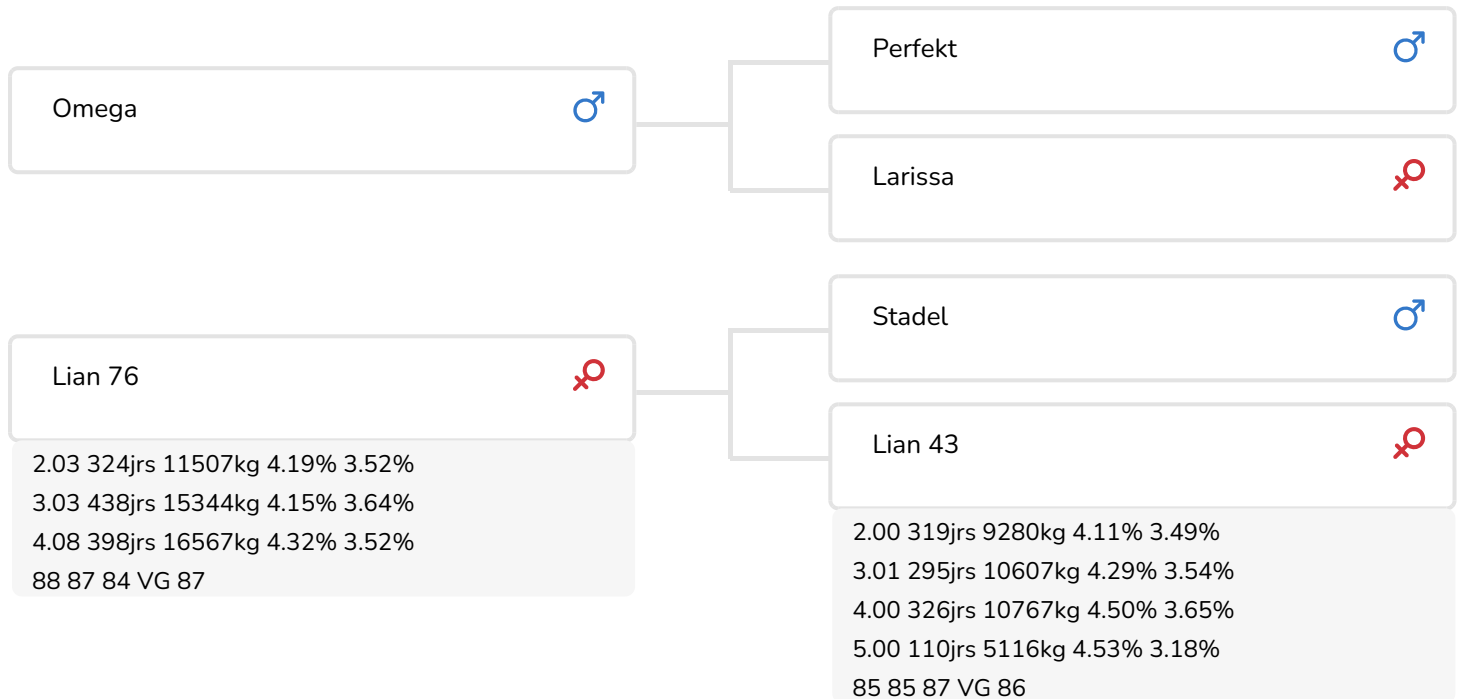 Omega
Perfekt
Larissa
Lian 76
2.03 324jrs 11507kg 4.19% 3.52%
3.03 438jrs 15344kg 4.15% 3.64%
4.08 398jrs 16567kg 4.32% 3.52%
88 87 84 VG 87
Stadel
Lian 43
2.00 319jrs 9280kg 4.11% 3.49%
3.01 295jrs 10607kg 4.29% 3.54%
4.00 326jrs 10767kg 4.50% 3.65%
5.00 110jrs 5116kg 4.53% 3.18%
85 85 87 VG 86